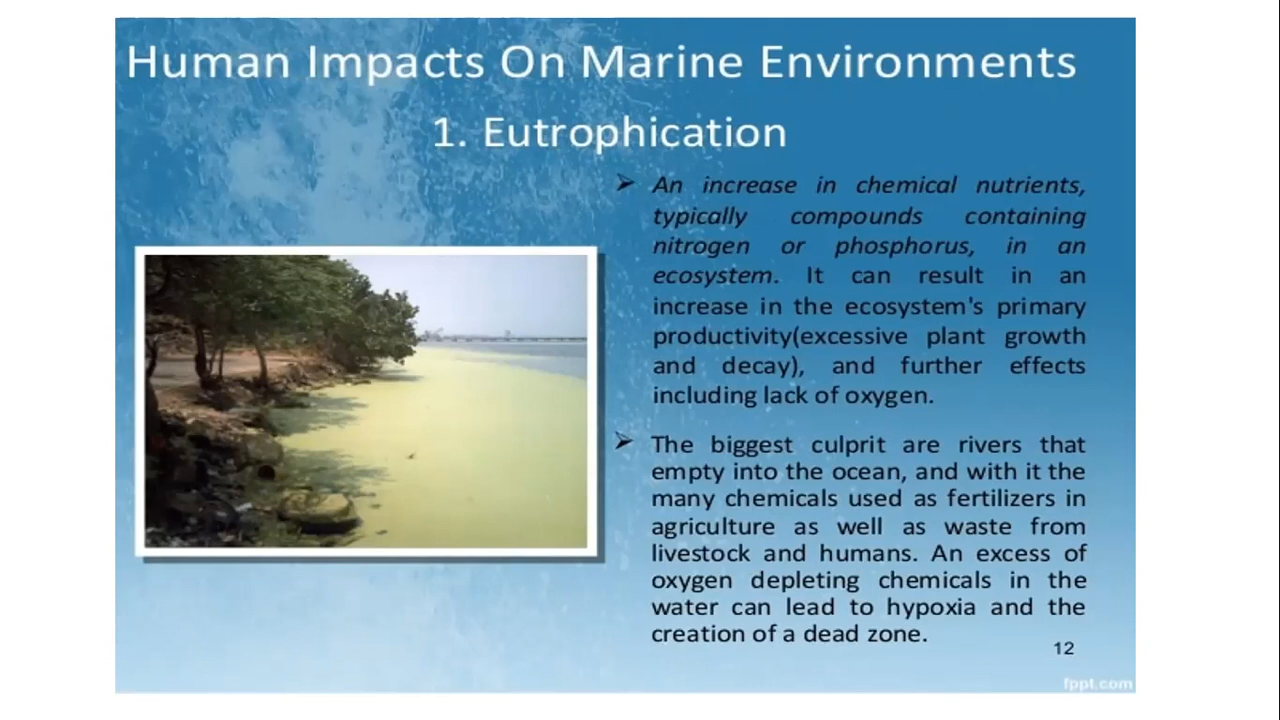 Human Impacts On Marine Environments
1. Eutrophication
An increase in chemical nutrients,
typically compounds containing
nitrogen or phosphorus, in an
ecosystem. It can result in an
increase in the ecosystem's primary
productivity(excessive plant growth
and decay), and further effects
including lack of oxygen.
The biggest culprit are rivers that
empty into the ocean, and with it the
many chemicals used as fertilizers in
agriculture as well as waste from
livestock and humans. An excess of
oxygen depleting chemicals in the
water can lead to hypoxia and the
creation of a dead zone.
12
fppt.com